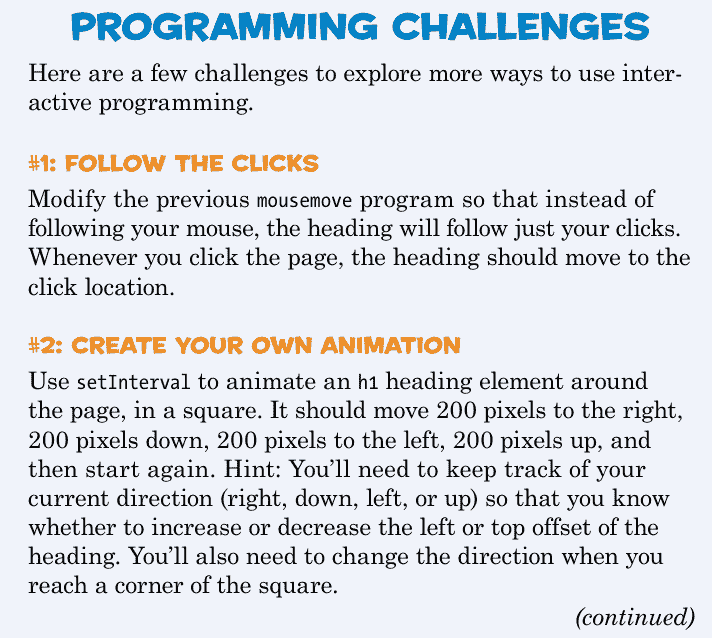 PROGRAMMING CHALLENGES
Here are a few challenges to explore more ways to use inter-
active programming.
#1: FOLLOW THE CLICKS
Modify the previous mousemove program so that instead of
following your mouse, the heading will follow just your clicks.
Whenever you click the page, the heading should move to the
click location.
#2: CREATE YOUR OWN ANIMATION
Use setInterval to animate an h1 heading element around
the page, in a square. It should move 200 pixels to the right,
200 pixels down, 200 pixels to the left, 200 pixels up, and
then start again. Hint: You’ll need to keep track of your
current direction (right, down, left, or up) so that you know
whether to increase or decrease the left or top offset of the
heading. You’ll also need to change the direction when you
reach a corner of the square.
(continued)